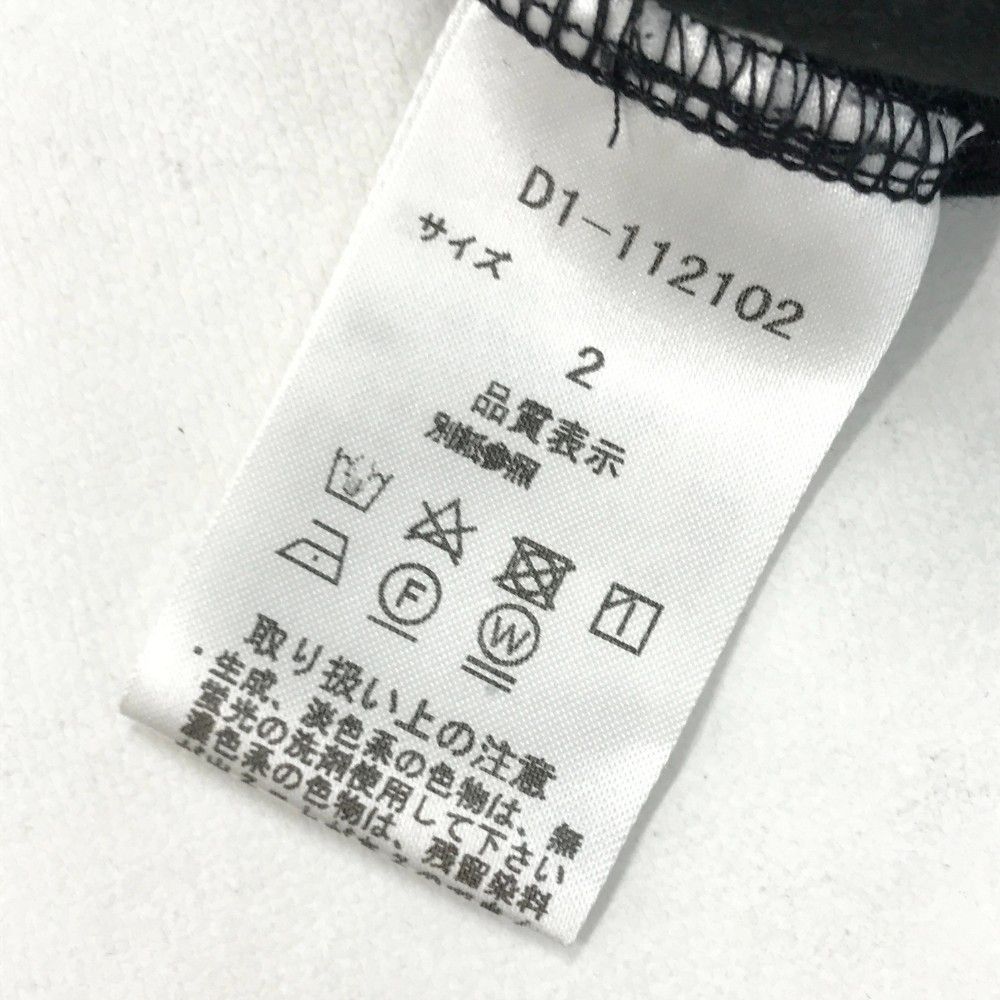 D1-112102
サイズ
2
品質表示
別紙参照
F
W
取り扱い上の注意
・生成、淡色系の色物は、無
蛍光の洗剤使用して下さい
濃色系の色物は、残留染料